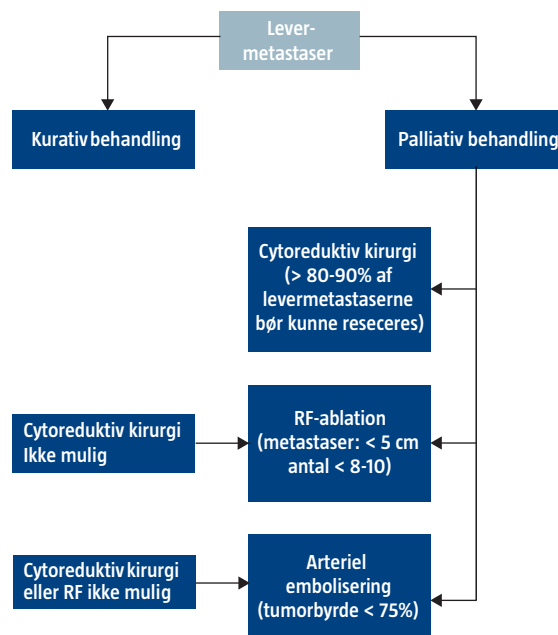 Lever-
metastaser
Kurativ behandling
Palliativ behandling
Cytoreduktiv kirurgi
(> 80-90% af
levermetastaserne
bør kunne reseceres)
Cytoreduktiv kirurgi
Ikke mulig
RF-ablation
(metastaser: < 5 cm
antal < 8-10)
Cytoreduktiv kirurgi
eller RF ikke mulig
Arteriel
embolisering
(tumorbyrde < 75%)